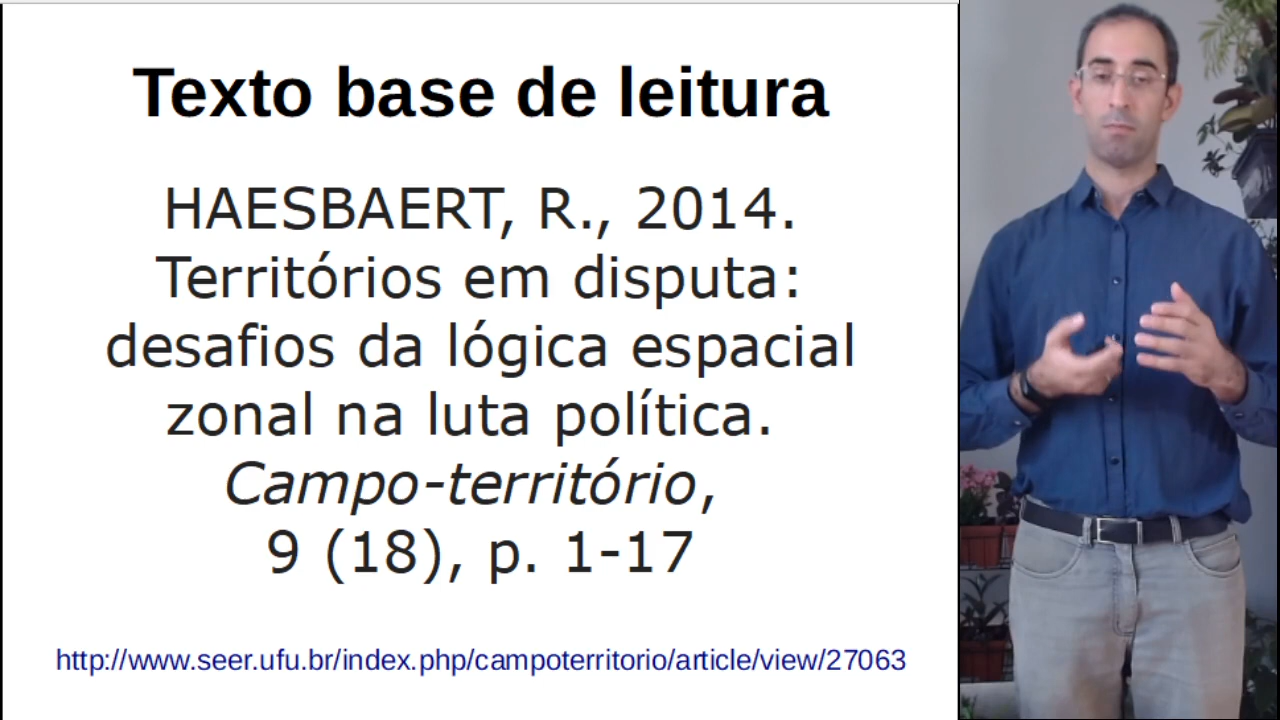 Texto base de leitura
HAESBAERT, R., 2014.
Territórios em disputa:
desafios da lógica espacial
zonal na luta política.
Campo-território,
9 (18), p. 1-17
http://www.seer.ufu.br/index.php/campoterritorio/article/view/27063